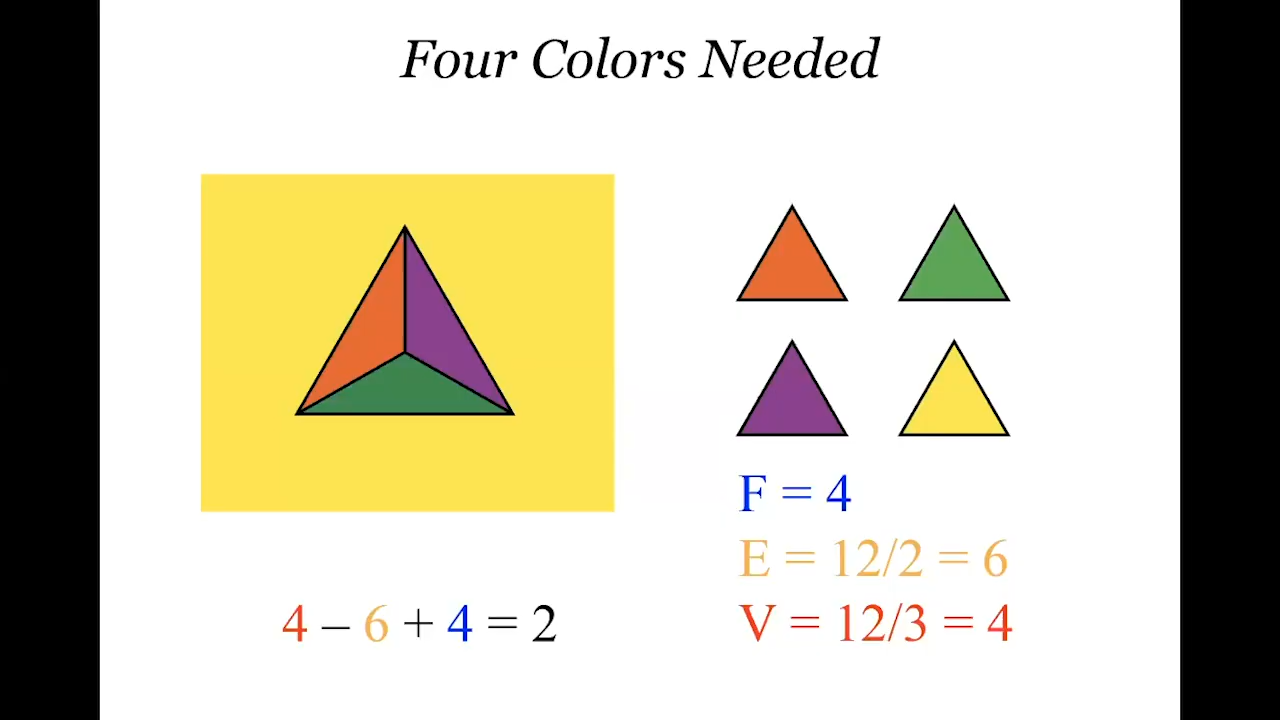 Four Colors Needed
F = 4
E = 12/2 = 6
V = 12/3 = 4
4 – 6 + 4 = 2